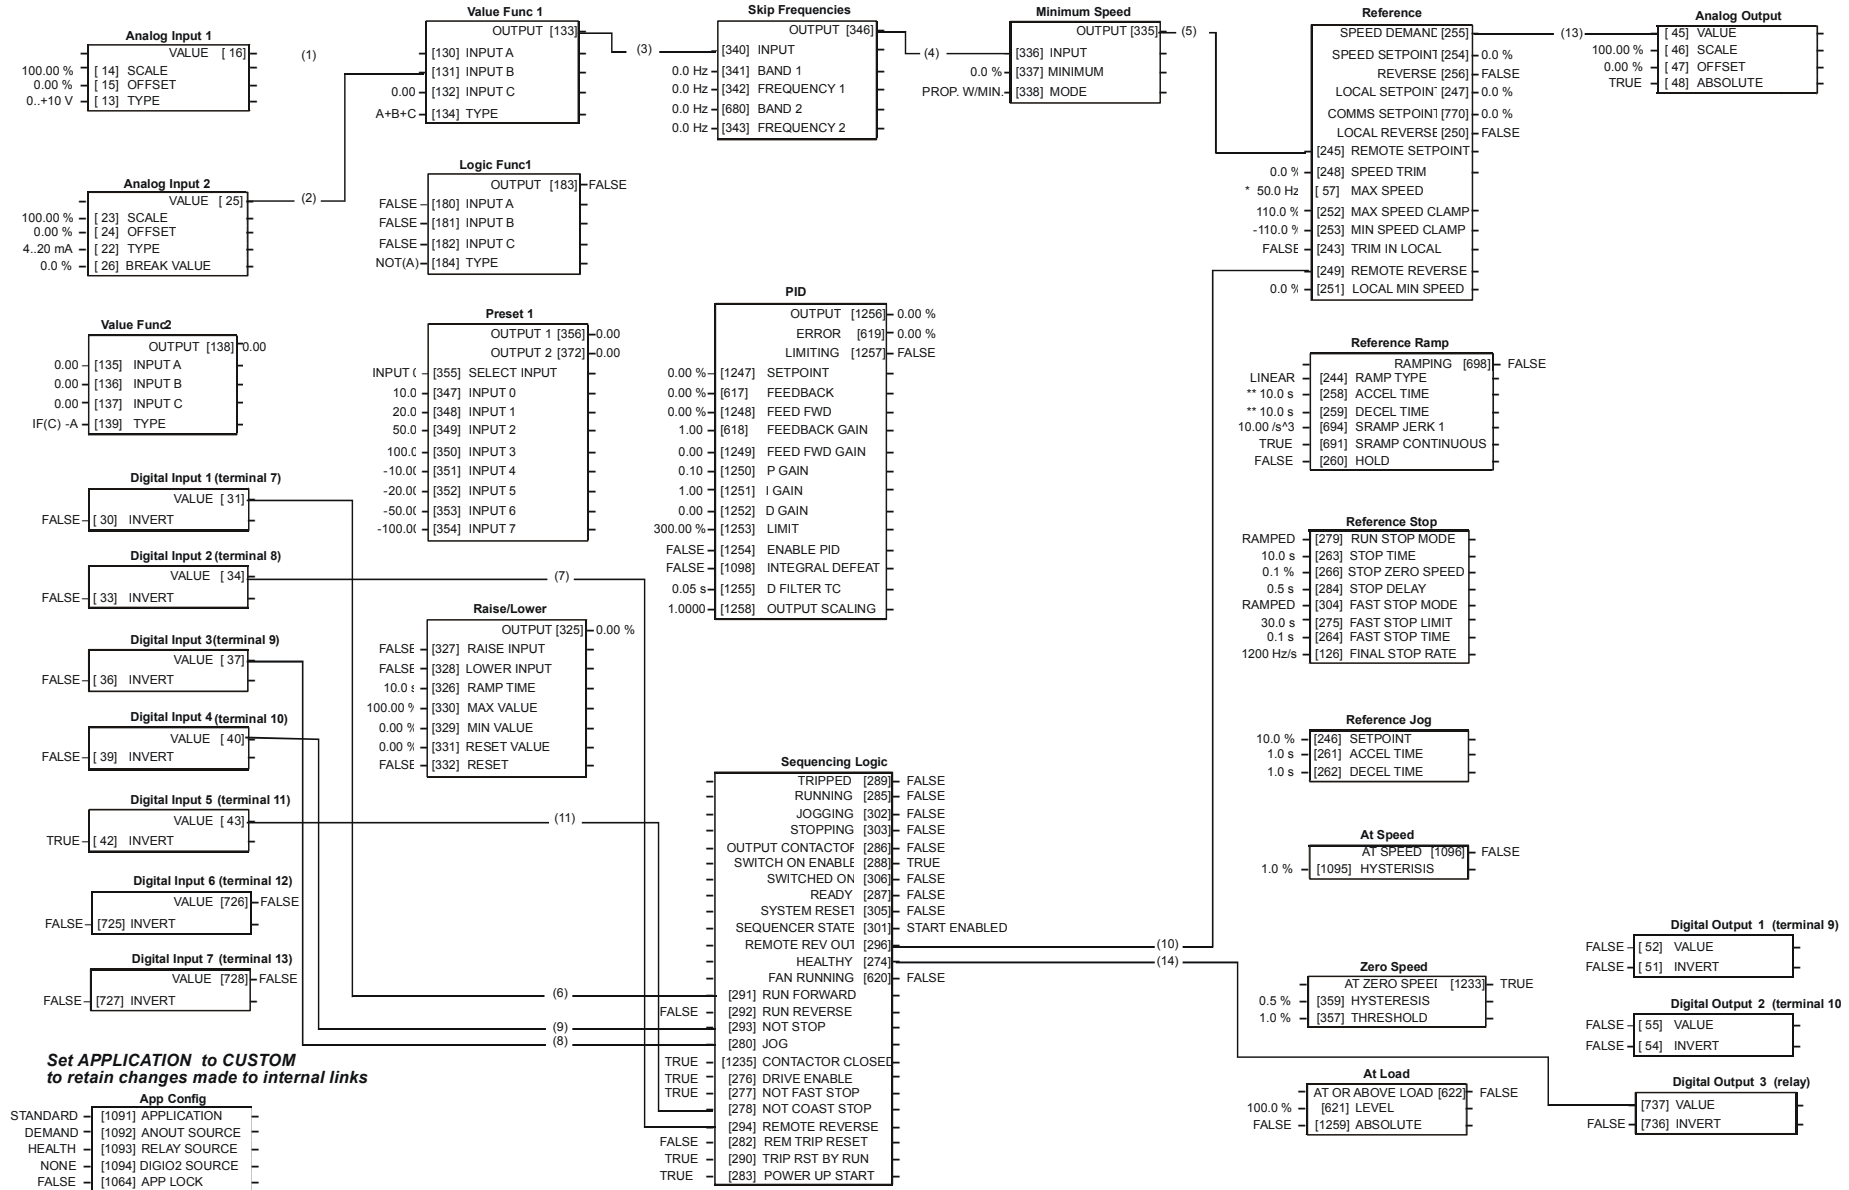 Analog Input 1
VALUE [ 16]
100.00 % [ 14] SCALE
0.00 % [ 15] OFFSET
0..+10 V [ 13] TYPE
(1)
Analog Input 2
VALUE [ 25]
100.00 % [ 23] SCALE
0.00 % [ 24] OFFSET
4..20 mA [ 22] TYPE
0.0 % [ 26] BREAK VALUE
(2)
Value Func2
OUTPUT [138] 0.00
0.00 [135] INPUT A
0.00 [136] INPUT B
0.00 [137] INPUT C
IF(C) -A [139] TYPE
Digital Input 1 (terminal 7)
VALUE [ 31]
FALSE [ 30] INVERT
Digital Input 2 (terminal 8)
VALUE [ 34]
FALSE [ 33] INVERT
Digital Input 3(terminal 9)
VALUE [ 37]
FALSE [ 36] INVERT
Digital Input 4 (terminal 10)
VALUE [ 40]
FALSE [ 39] INVERT
Digital Input 5 (terminal 11)
VALUE [ 43]
TRUE [ 42] INVERT
Digital Input 6 (terminal 12)
VALUE [726] FALSE
FALSE [725] INVERT
Digital Input 7 (terminal 13)
VALUE [728] FALSE
FALSE [727] INVERT
Set APPLICATION to CUSTOM
to retain changes made to internal links
App Config
STANDARD [1091] APPLICATION
DEMAND [1092] ANOUT SOURCE
HEALTH [1093] RELAY SOURCE
NONE [1094] DIGIO2 SOURCE
FALSE [1064] APP LOCK
Value Func 1
OUTPUT [133]
[130] INPUT A
[131] INPUT B
0.00 [132] INPUT C
A+B+C [134] TYPE
(3)
Logic Func1
OUTPUT [183] FALSE
FALSE [180] INPUT A
FALSE [181] INPUT B
FALSE [182] INPUT C
NOT(A) [184] TYPE
Preset 1
OUTPUT 1 [356] 0.00
OUTPUT 2 [372] 0.00
INPUT ( [355] SELECT INPUT
10.0 [347] INPUT 0
20.0 [348] INPUT 1
50.0 [349] INPUT 2
100.0 [350] INPUT 3
-10.00 [351] INPUT 4
-20.00 [352] INPUT 5
-50.00 [353] INPUT 6
-100.00 [354] INPUT 7
(7)
Raise/Lower
OUTPUT [325] 0.00 %
FALSE [327] RAISE INPUT
FALSE [328] LOWER INPUT
10.0 s [326] RAMP TIME
100.00 % [330] MAX VALUE
0.00 % [329] MIN VALUE
0.00 % [331] RESET VALUE
FALSE [332] RESET
(11)
(6)
(9)
(8)
Skip Frequencies
OUTPUT [346]
[340] INPUT
0.0 Hz [341] BAND 1
0.0 Hz [342] FREQUENCY 1
0.0 Hz [680] BAND 2
0.0 Hz [343] FREQUENCY 2
(4)
PID
OUTPUT [1256] 0.00 %
ERROR [619] 0.00 %
LIMITING [1257] FALSE
0.00 % [1247] SETPOINT
0.00 % [617] FEEDBACK
0.00 % [1248] FEED FWD
1.00 [618] FEEDBACK GAIN
0.00 [1249] FEED FWD GAIN
0.10 [1250] P GAIN
1.00 [1251] I GAIN
0.00 [1252] D GAIN
300.00 % [1253] LIMIT
FALSE [1254] ENABLE PID
FALSE [1098] INTEGRAL DEFEAT
0.05 s [1255] D FILTER TC
1.0000 [1258] OUTPUT SCALING
Sequencing Logic
TRIPPED [289] FALSE
RUNNING [285] FALSE
JOGGING [302] FALSE
STOPPING [303] FALSE
OUTPUT CONTACTOR [286] FALSE
SWITCH ON ENABLE [288] TRUE
SWITCHED ON [306] FALSE
READY [287] FALSE
SYSTEM RESET [305] FALSE
SEQUENCER STATE [301] START ENABLED
REMOTE REV OUT [296] (10)
HEALTHY [274] (14)
FAN RUNNING [620] FALSE
[291] RUN FORWARD
FALSE [292] RUN REVERSE
[293] NOT STOP
[280] JOG
TRUE [1235] CONTACTOR CLOSED
TRUE [276] DRIVE ENABLE
TRUE [277] NOT FAST STOP
[278] NOT COAST STOP
[294] REMOTE REVERSE
FALSE [282] REM TRIP RESET
TRUE [290] TRIP RST BY RUN
TRUE [283] POWER UP START
Minimum Speed
OUTPUT [335] (5)
[336] INPUT
0.0 % [337] MINIMUM
PROP. W/MIN. [338] MODE
Reference
SPEED DEMAND [255] (13)
SPEED SETPOINT [254] 0.0 %
REVERSE [256] FALSE
LOCAL SETPOINT [247] 0.0 %
COMMS SETPOINT [770] 0.0 %
LOCAL REVERSE [250] FALSE
[245] REMOTE SETPOINT
0.0 % [248] SPEED TRIM
* 50.0 Hz [ 57] MAX SPEED
110.0 % [252] MAX SPEED CLAMP
-110.0 % [253] MIN SPEED CLAMP
FALSE [243] TRIM IN LOCAL
[249] REMOTE REVERSE
0.0 % [251] LOCAL MIN SPEED
Reference Ramp
RAMPING [698] FALSE
LINEAR [244] RAMP TYPE
** 10.0 s [258] ACCEL TIME
** 10.0 s [259] DECEL TIME
10.00 /s^3 [694] SRAMP JERK 1
TRUE [691] SRAMP CONTINUOUS
FALSE [260] HOLD
Reference Stop
RAMPED [279] RUN STOP MODE
10.0 s [263] STOP TIME
0.1 % [266] STOP ZERO SPEED
0.5 s [284] STOP DELAY
RAMPED [304] FAST STOP MODE
30.0 s [275] FAST STOP LIMIT
0.1 s [264] FAST STOP TIME
1200 Hz/s [126] FINAL STOP RATE
Reference Jog
10.0 % [246] SETPOINT
1.0 s [261] ACCEL TIME
1.0 s [262] DECEL TIME
At Speed
AT SPEED [1096] FALSE
1.0 % [1095] HYSTERISIS
Zero Speed
AT ZERO SPEED [1233] TRUE
0.5 % [359] HYSTERESIS
1.0 % [357] THRESHOLD
At Load
AT OR ABOVE LOAD [622] FALSE
100.0 % [621] LEVEL
FALSE [1259] ABSOLUTE
Analog Output
[ 45] VALUE
100.00 % [ 46] SCALE
0.00 % [ 47] OFFSET
TRUE [ 48] ABSOLUTE
Digital Output 1 (terminal 9)
FALSE [ 52] VALUE
FALSE [ 51] INVERT
Digital Output 2 (terminal 10
FALSE [ 55] VALUE
FALSE [ 54] INVERT
Digital Output 3 (relay)
[737] VALUE
FALSE [736] INVERT